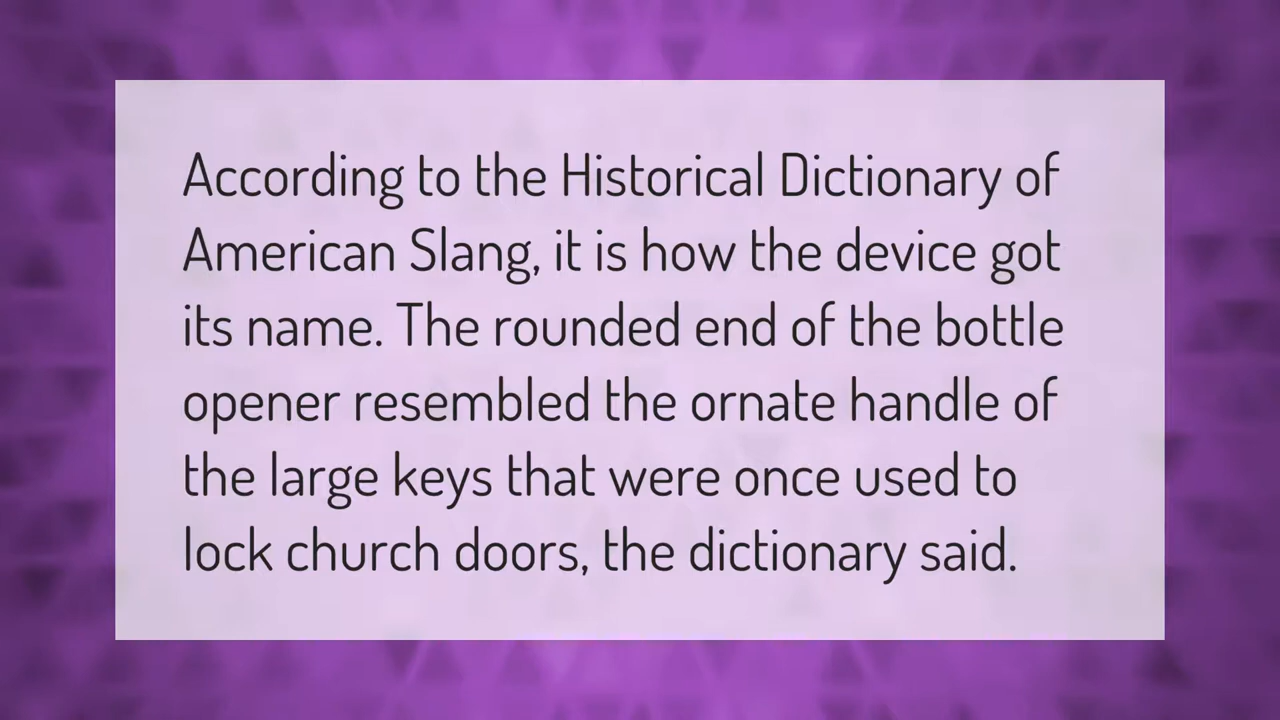 According to the Historical Dictionary of
American Slang, it is how the device got
its name. The rounded end of the bottle
opener resembled the ornate handle of
the large keys that were once used to
lock church doors, the dictionary said.